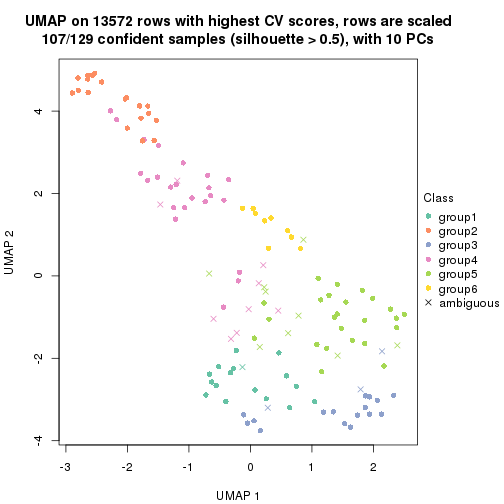 UMAP on 13572 rows with highest CV scores, rows are scaled
107/129 confident samples (silhouette > 0.5), with 10 PCs
UMAP 2
4
2
0
-2
-4
-3
-2
-1
0
1
2
UMAP 1
Class
group1
group2
group3
group4
group5
group6
ambiguous